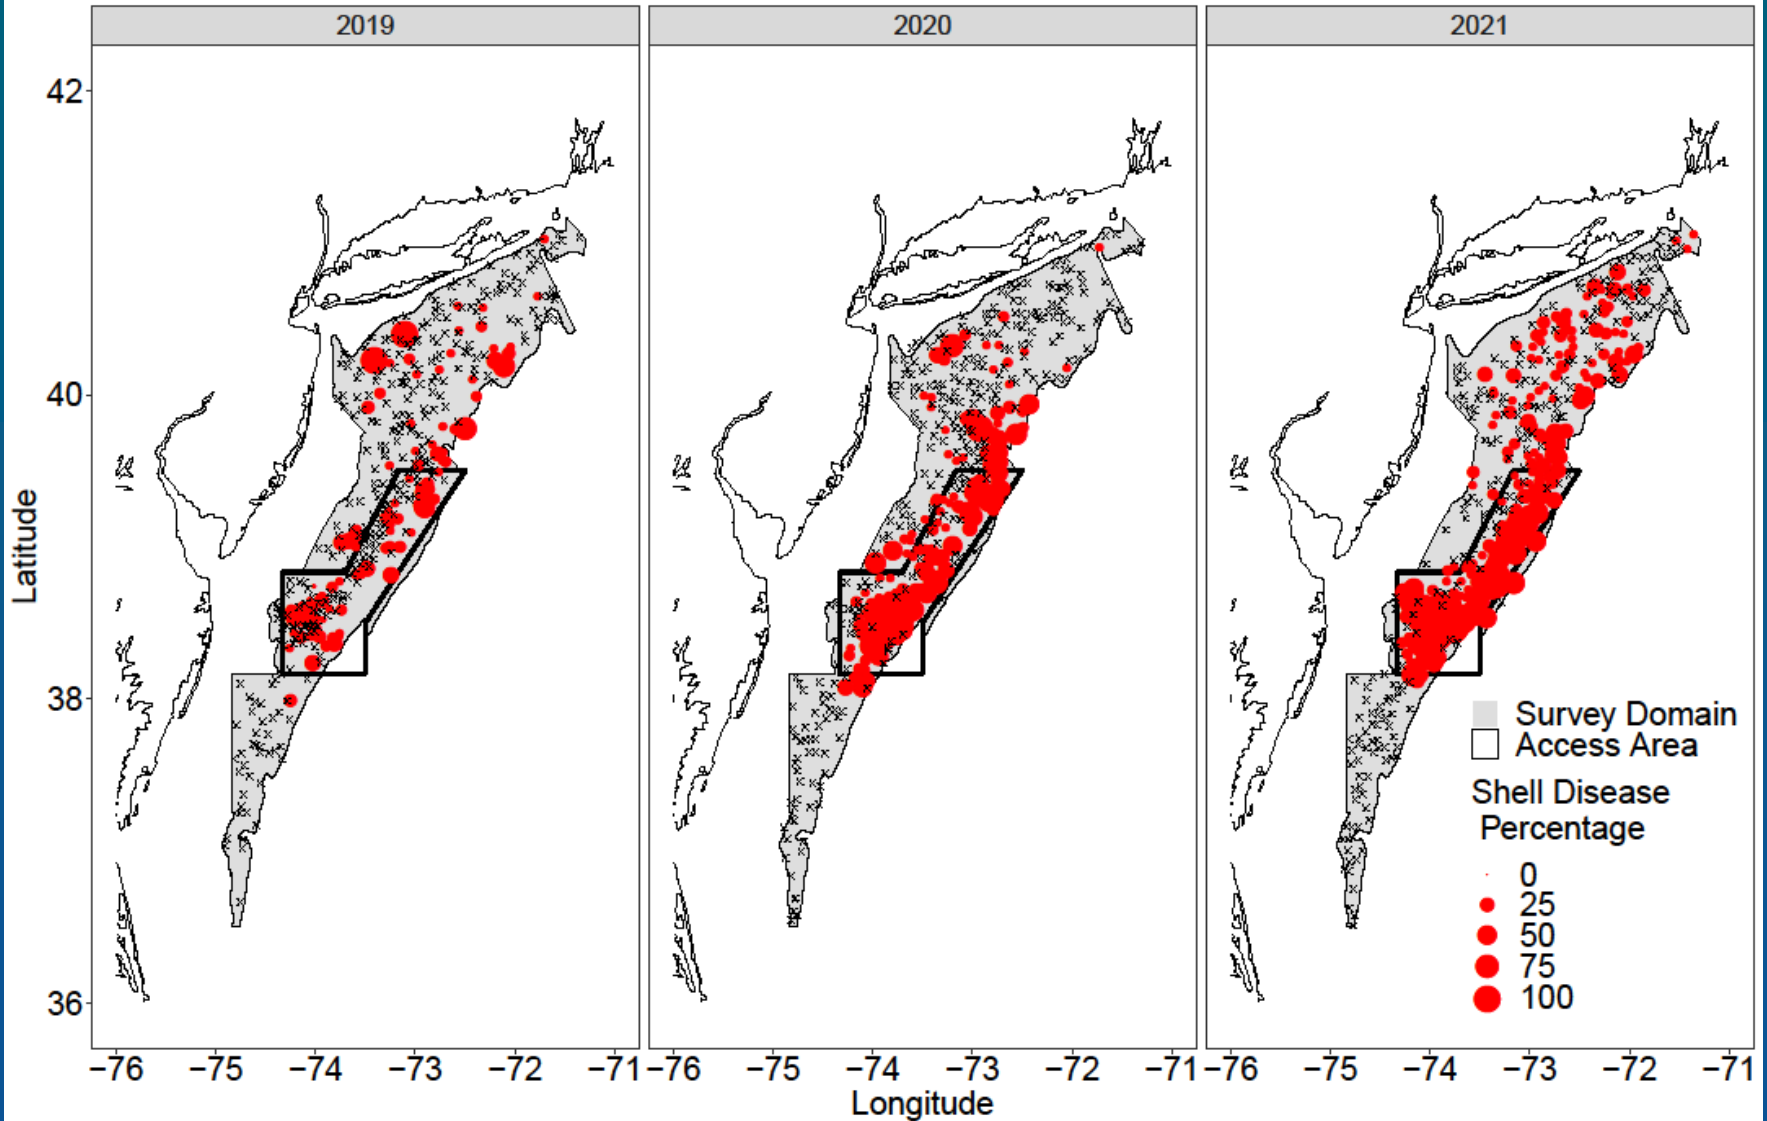 2019 2020 2021
42
40
38
36
Latitude
Survey Domain
Access Area
Shell Disease
Percentage
0
25
50
75
100
−76 −75 −74 −73 −72 −71 −76 −75 −74 −73 −72 −71 −76 −75 −74 −73 −72 −71
Longitude